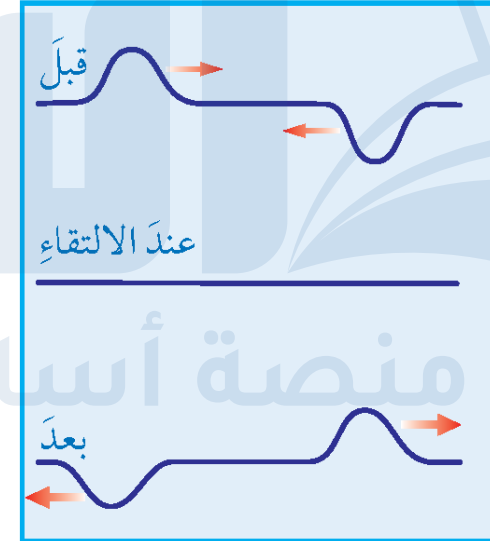 قبلَ
عندَ الالتقاءِ
منصة أسا
بعدَ